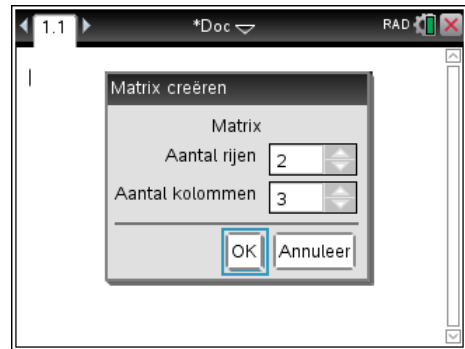 1.1 *Doc RAD
Matrix creëren
Matrix
Aantal rijen 2
Aantal kolommen 3
OK Annuleer